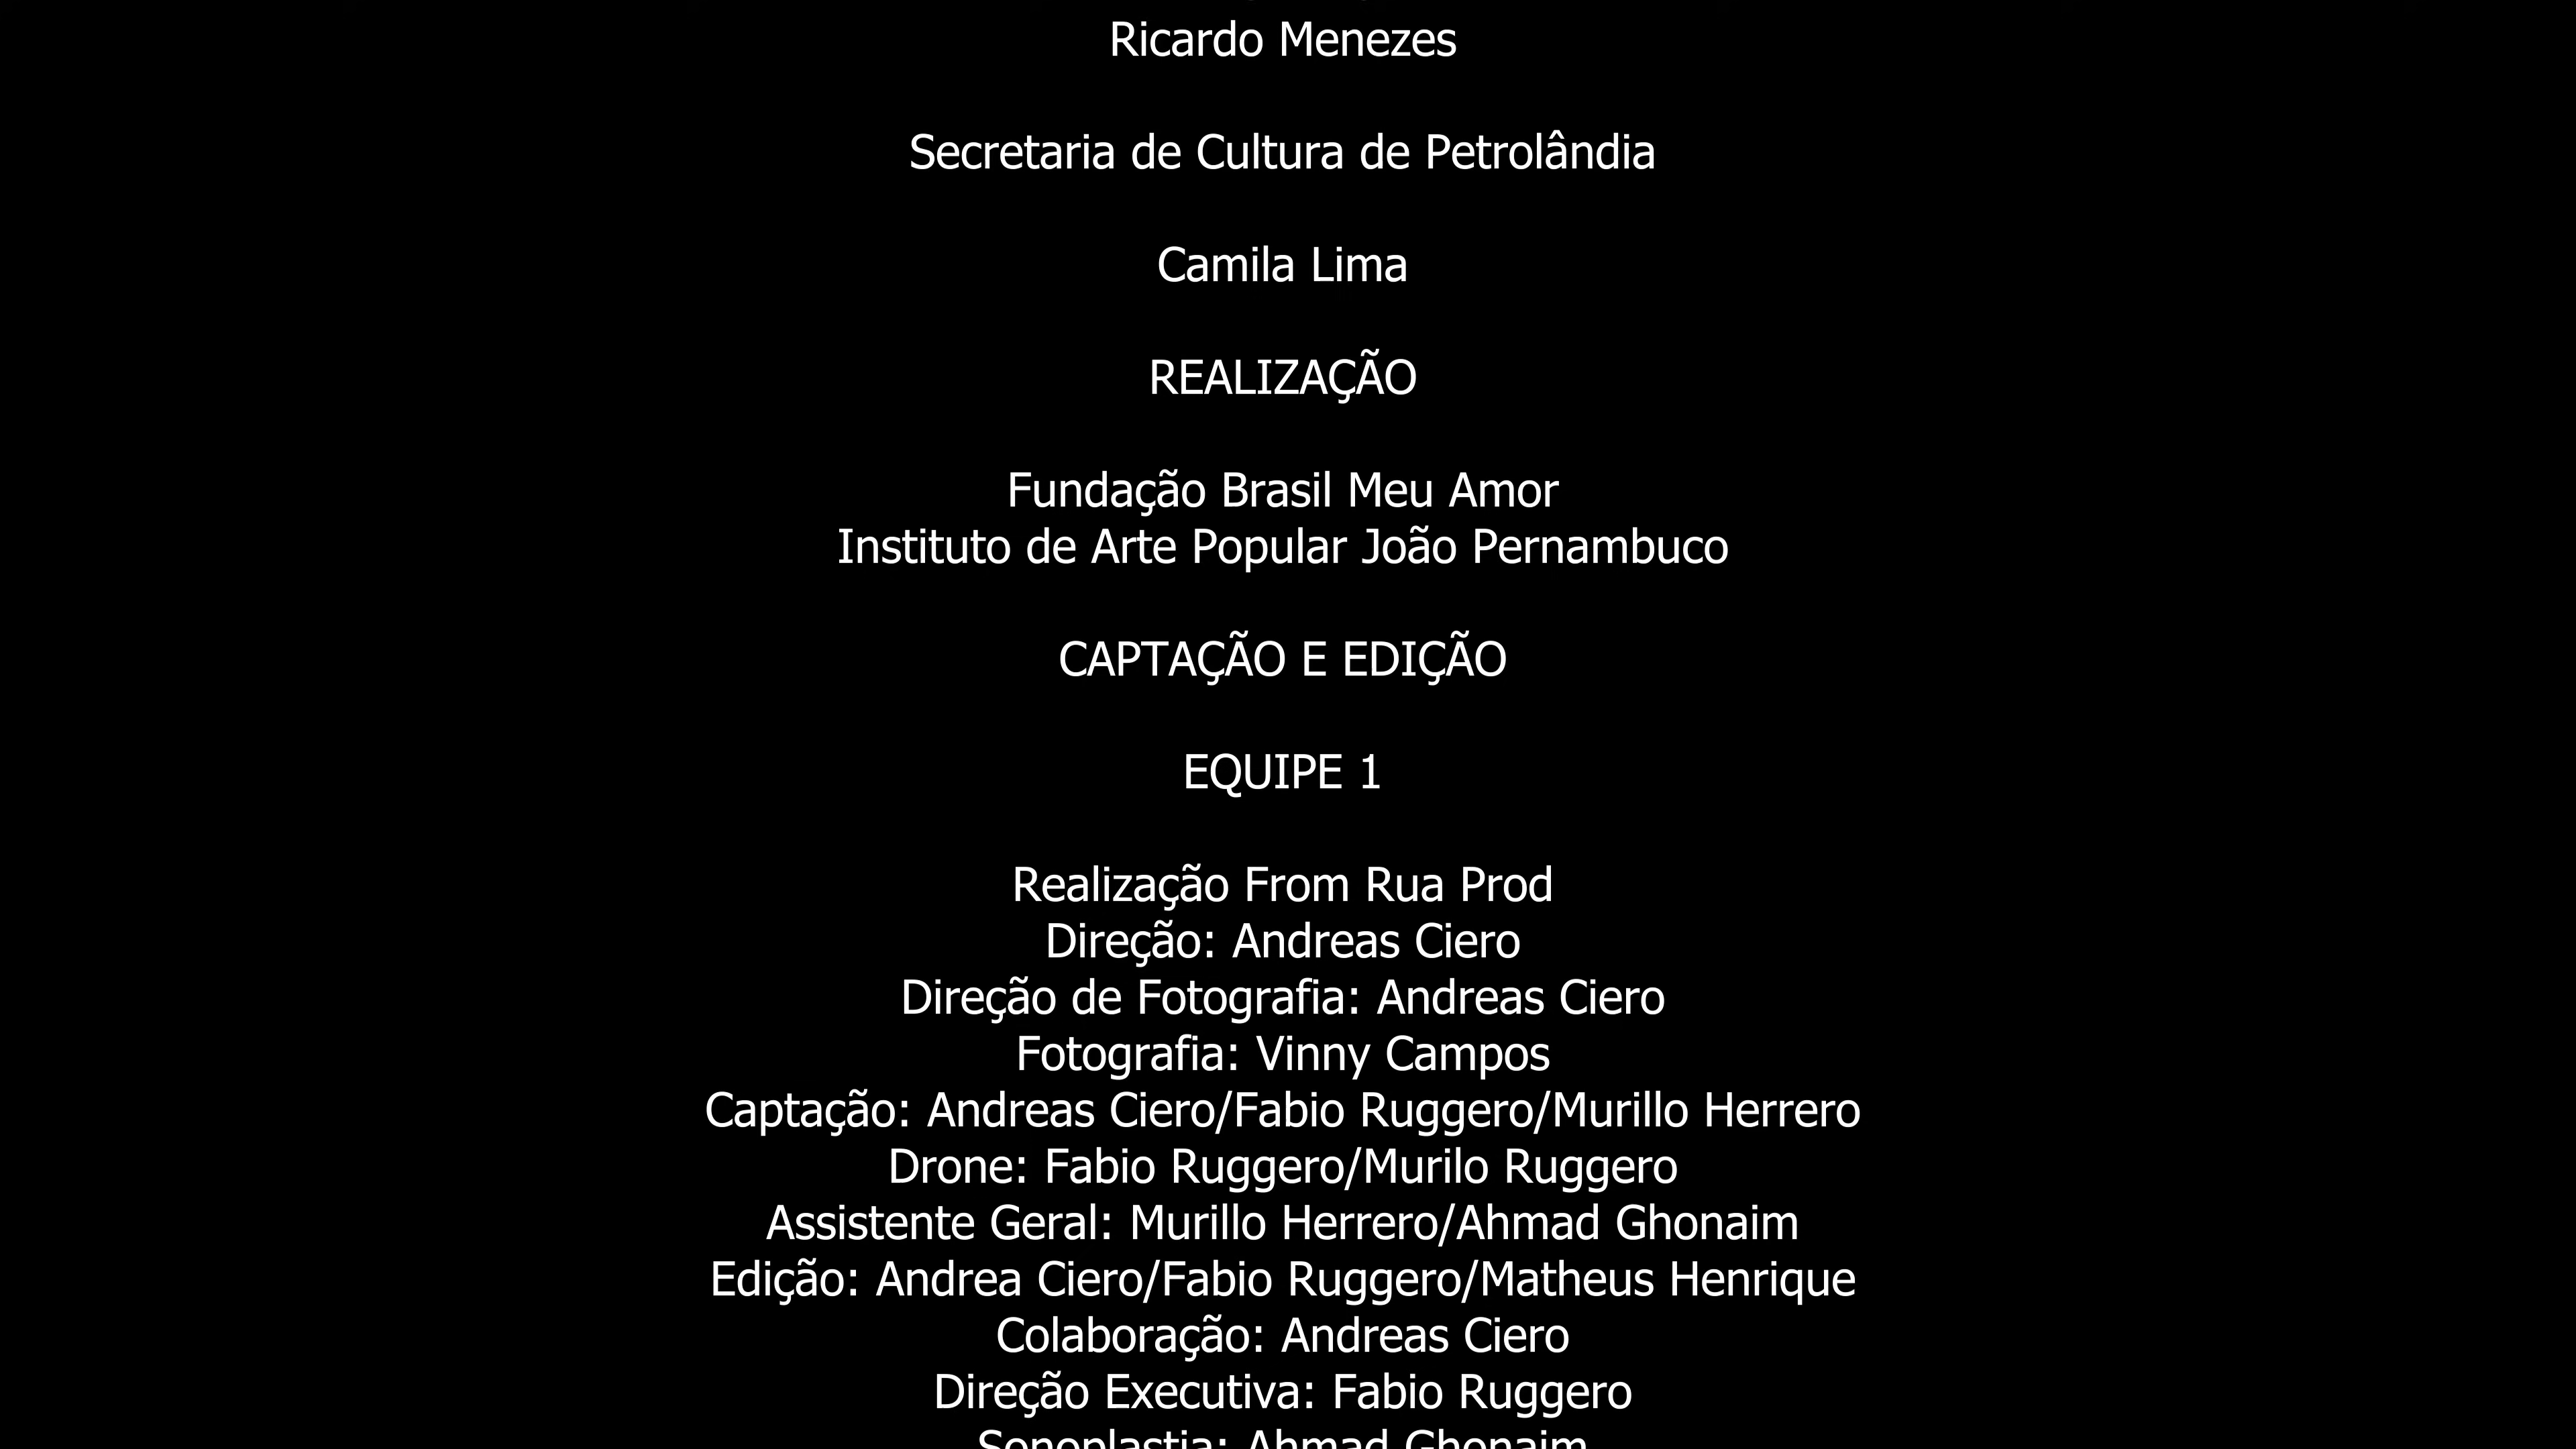 Ricardo Menezes
Secretaria de Cultura de Petrolândia
Camila Lima
REALIZAÇÃO
Fundação Brasil Meu Amor
Instituto de Arte Popular João Pernambuco
CAPTAÇÃO E EDIÇÃO
EQUIPE 1
Realização From Rua Prod
Direção: Andreas Ciero
Direção de Fotografia: Andreas Ciero
Fotografia: Vinny Campos
Captação: Andreas Ciero/Fabio Ruggero/Murillo Herrero
Drone: Fabio Ruggero/Murilo Ruggero
Assistente Geral: Murillo Herrero/Ahmad Ghonaim
Edição: Andrea Ciero/Fabio Ruggero/Matheus Henrique
Colaboração: Andreas Ciero
Direção Executiva: Fabio Ruggero
Sonoplastia: Ahmad Ghonaim